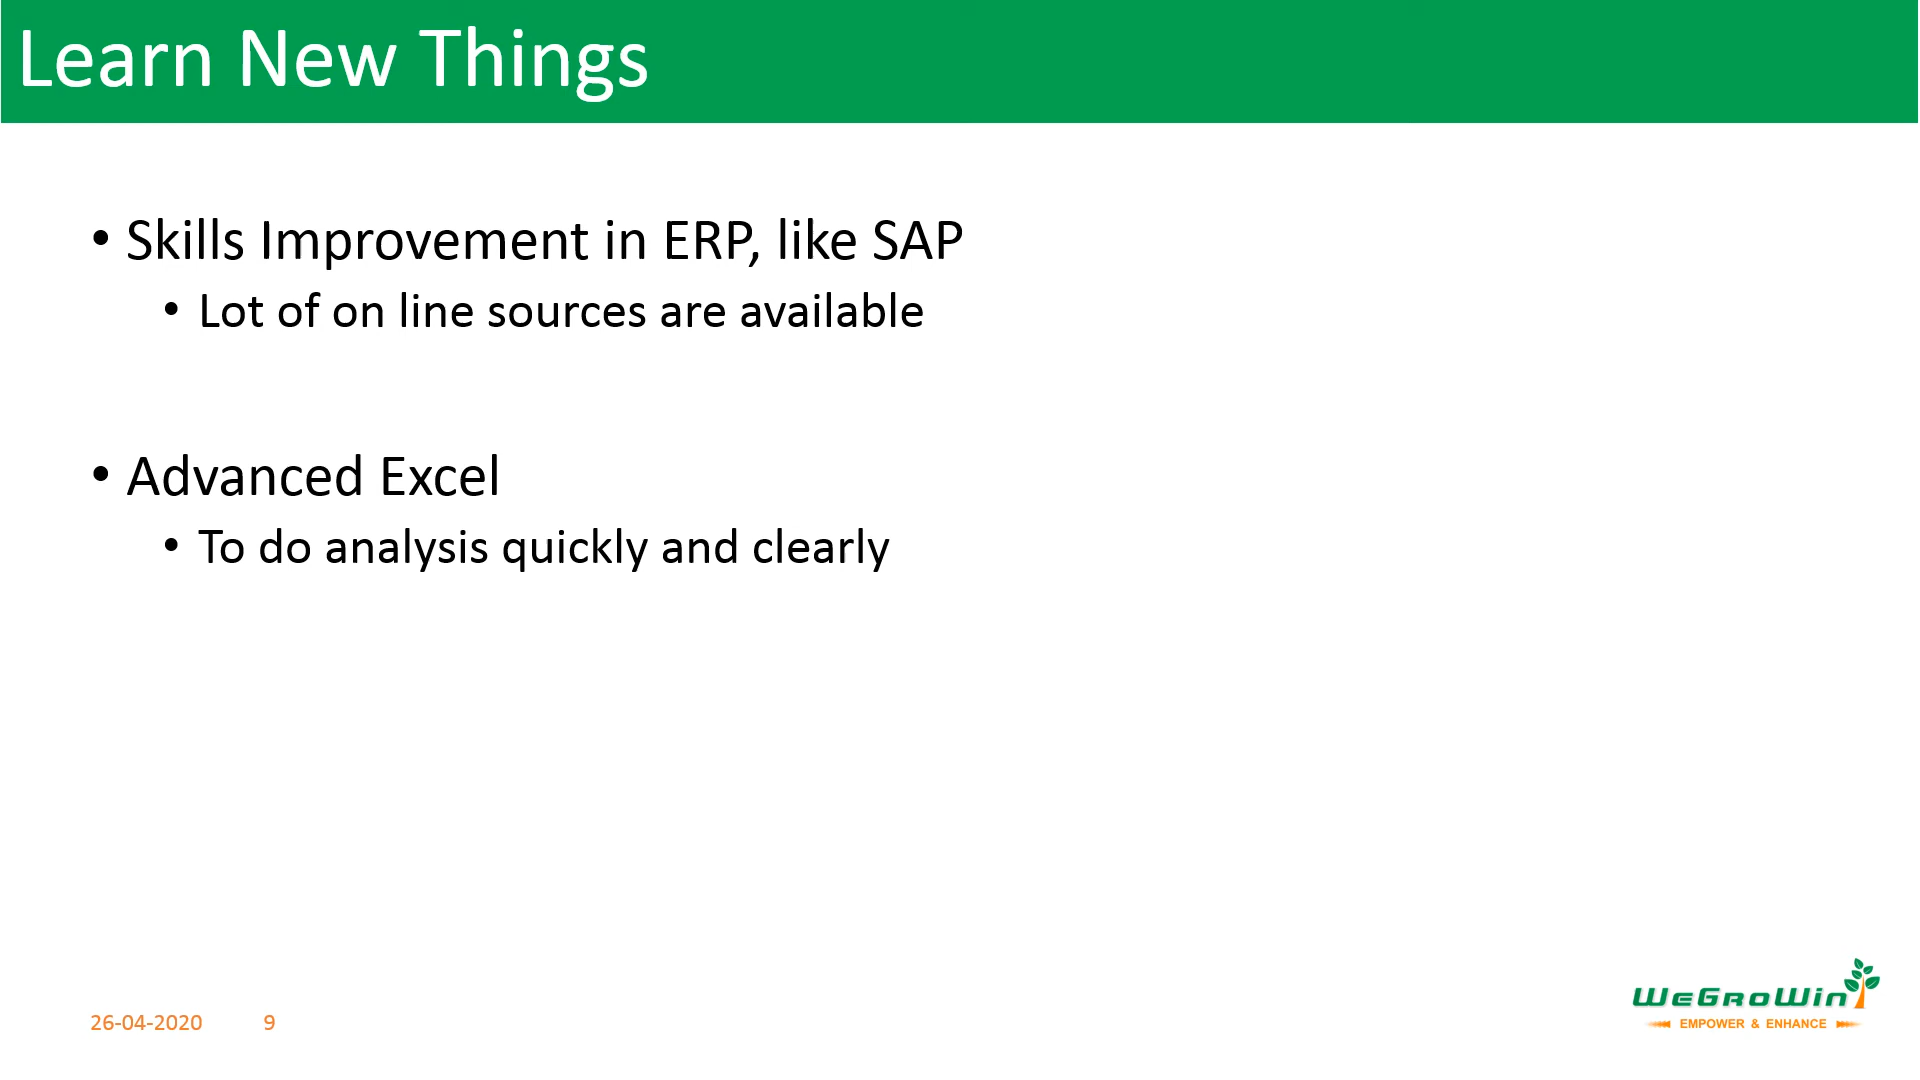 Learn New Things
• Skills Improvement in ERP, like SAP
• Lot of on line sources are available
• Advanced Excel
• To do analysis quickly and clearly
26-04-2020 9
WeGroWin
EMPOWER & ENHANCE